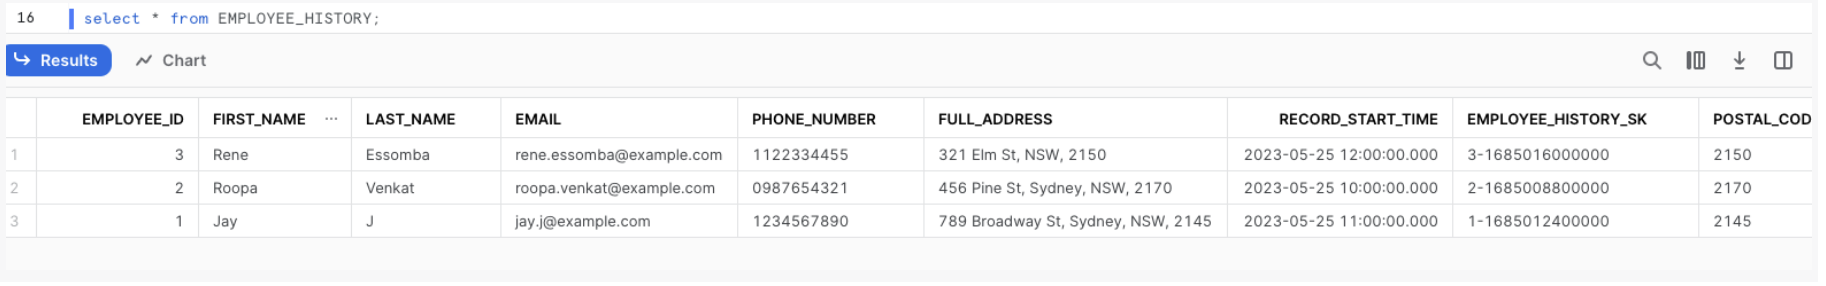 16 select * from EMPLOYEE_HISTORY;
Results Chart
EMPLOYEE_ID FIRST_NAME ... LAST_NAME EMAIL PHONE_NUMBER FULL_ADDRESS RECORD_START_TIME EMPLOYEE_HISTORY_SK POSTAL_COD
1 3 Rene Essomba rene.essomba@example.com 1122334455 321 Elm St, NSW, 2150 2023-05-25 12:00:00.000 3-1685016000000 2150
2 2 Roopa Venkat roopa.venkat@example.com 0987654321 456 Pine St, Sydney, NSW, 2170 2023-05-25 10:00:00.000 2-1685008800000 2170
3 1 Jay J jay.j@example.com 1234567890 789 Broadway St, Sydney, NSW, 2145 2023-05-25 11:00:00.000 1-1685012400000 2145